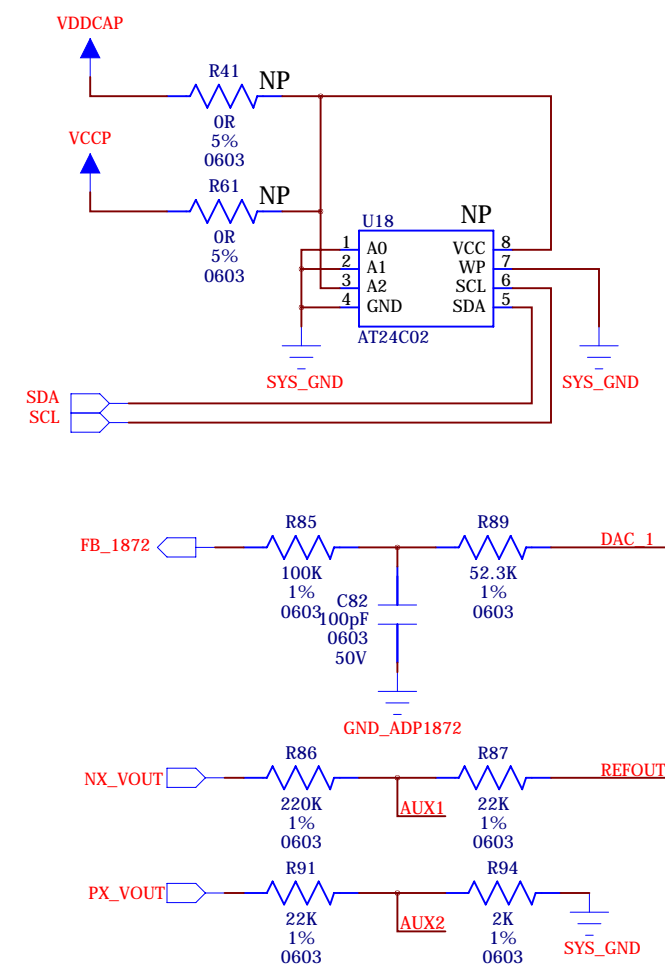 VDDCAP
R41
NP
0R
5%
0603
VCCP
R61
NP
0R
5%
0603
U18
NP
1 A0
2 A1
3 A2
4 GND
VCC 8
WP 7
SCL 6
SDA 5
AT24C02
SYS_GND
SYS_GND
SDA
SCL
FB_1872
R85
100K
1%
0603
R89
52.3K
1%
0603
DAC_1
C82
100pF
0603
50V
GND_ADP1872
NX_VOUT
R86
220K
1%
0603
AUX1
R87
22K
1%
0603
REFOUT
PX_VOUT
R91
22K
1%
0603
AUX2
R94
2K
1%
0603
SYS_GND